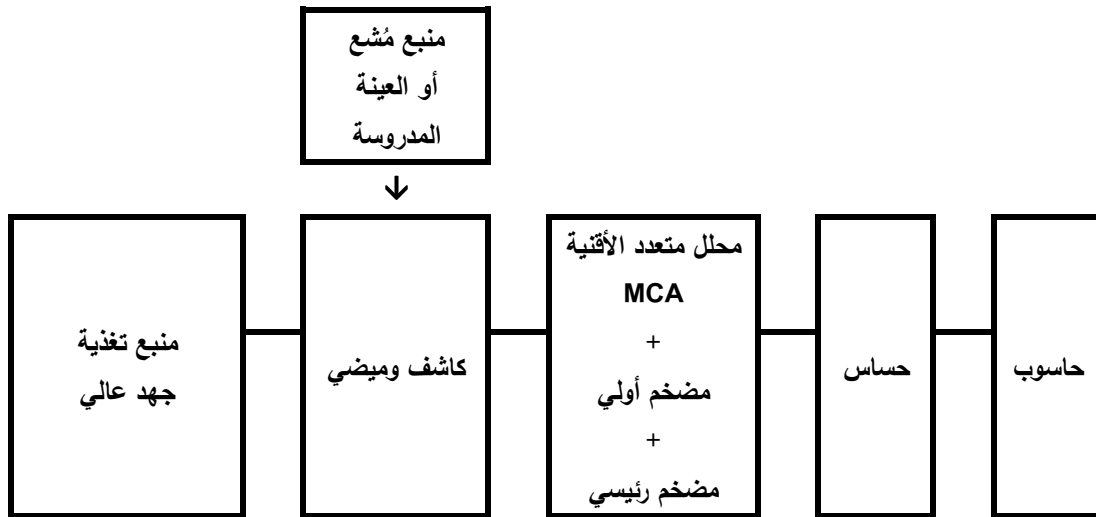 منبع مُشع
أو العينة
المدروسة
↓
منبع تغذية
جهد عالي
كاشف وميضي
محلل متعدد الأقنية
MCA
+
مضخم أولي
+
مضخم رئيسي
حساس
حاسوب